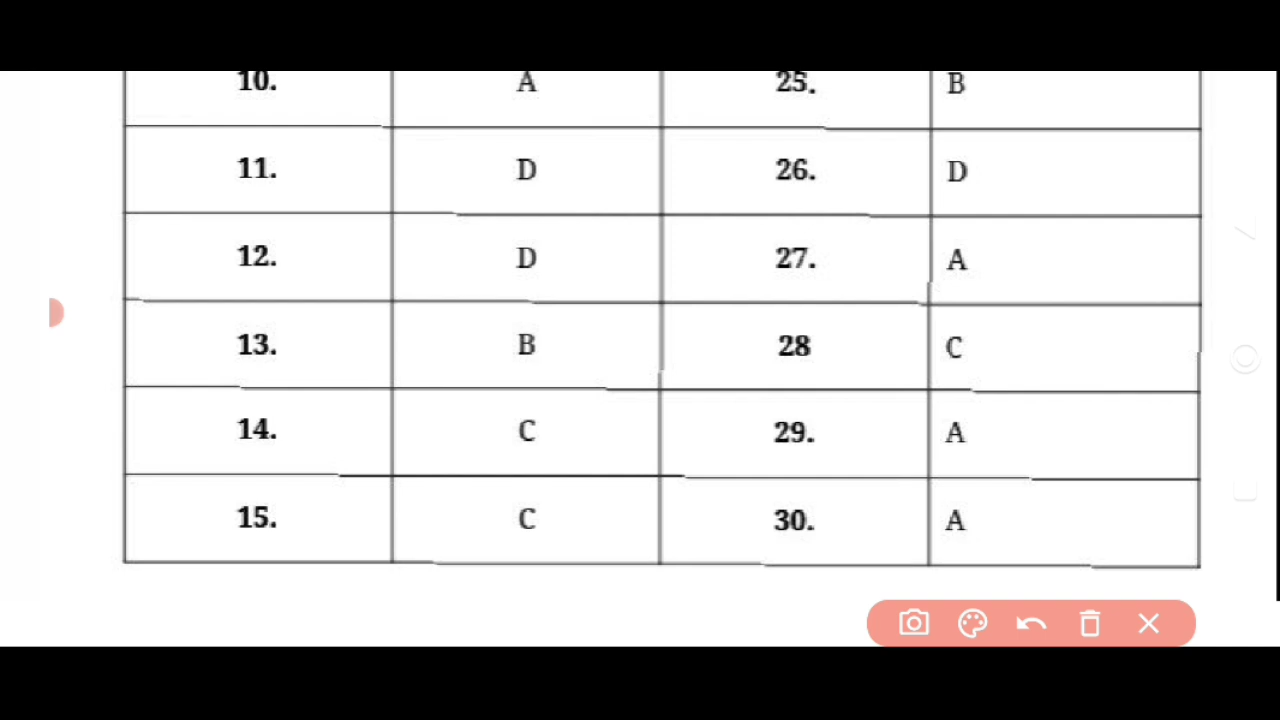 10. A 25. B
11. D 26. D
12. D 27. A
13. B 28 C
14. C 29. A
15. C 30. A